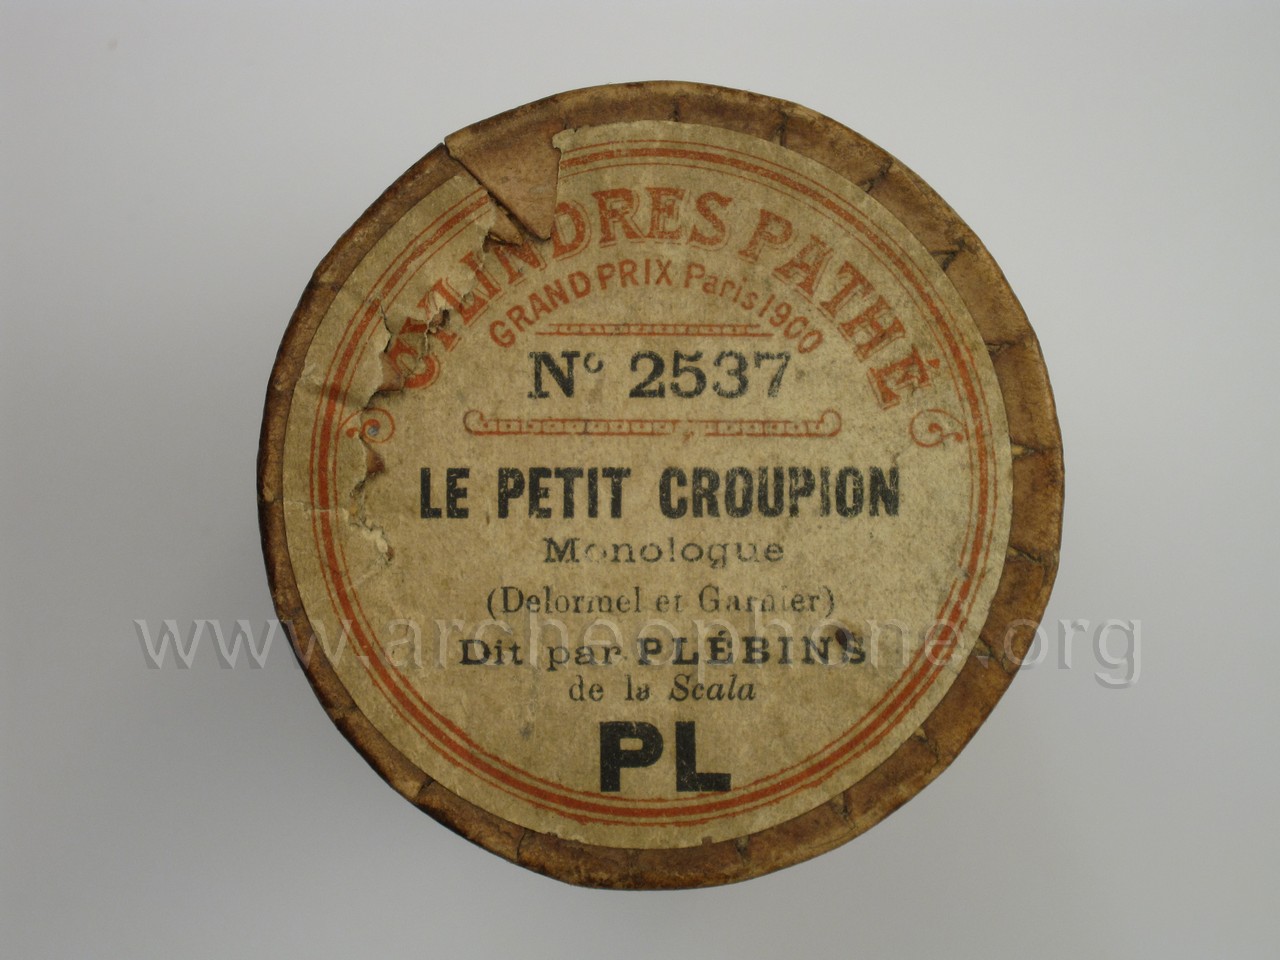 CYLINDRES PATHÉ
GRAND PRIX Paris 1900
No 2537
LE PETIT CROUPION
Monologue
(Delormel et Garnier)
Dit par PLÉBINS
www.archeophone.org
de la Scala
PL